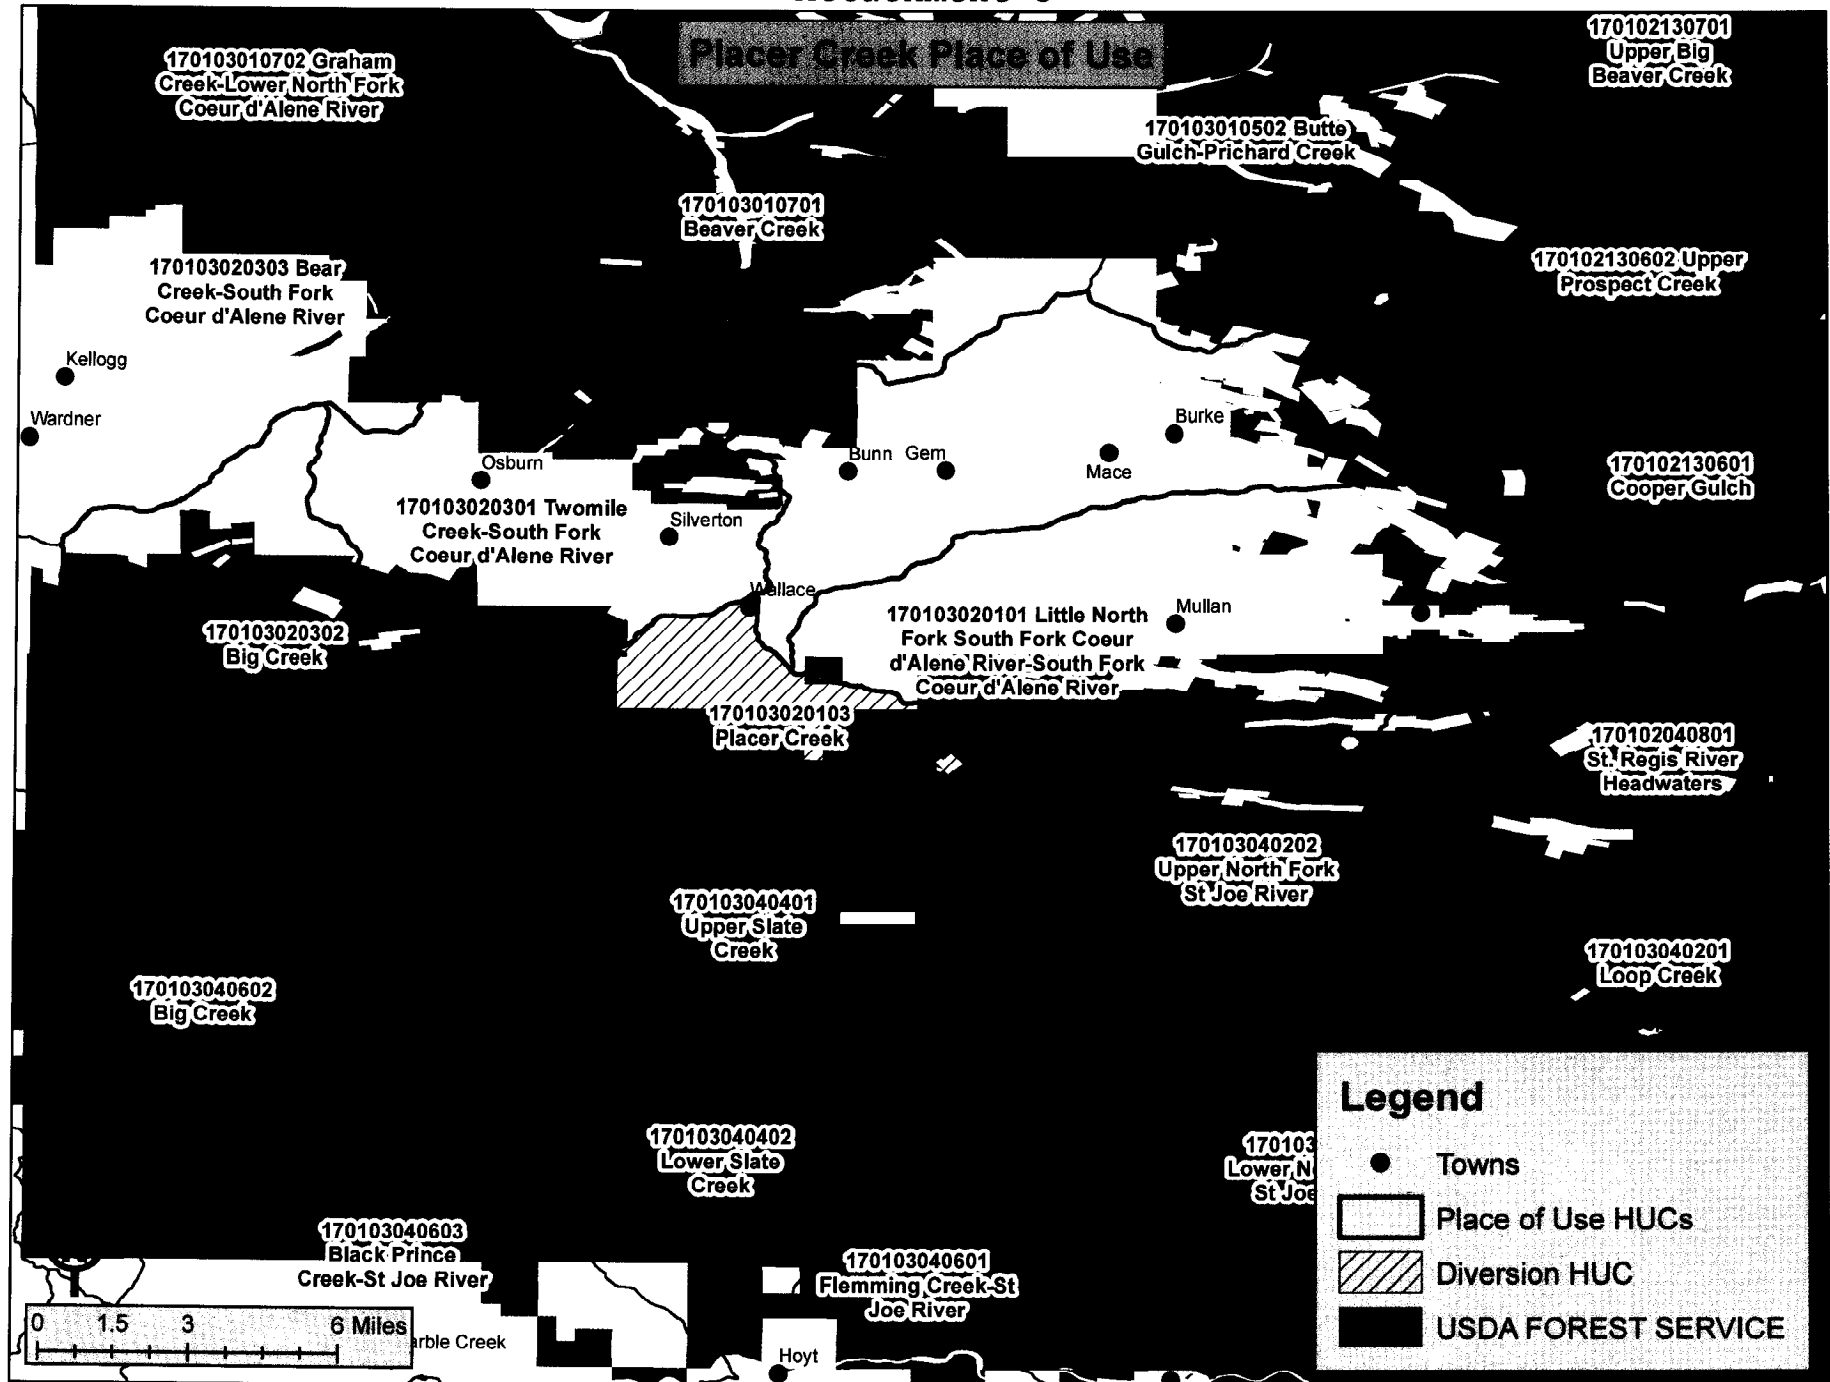 Placer Creek Place of Use
170103010702 Graham
Creek-Lower North Fork
Coeur d'Alene River
170102130701
Upper Big
Beaver Creek
170103010502 Butte
Gulch-Prichard Creek
170103010701
Beaver Creek
170103020303 Bear
Creek-South Fork
Coeur d'Alene River
170102130602 Upper
Prospect Creek
Kellogg
Wardner
Burke
Osburn
Bunn
Gem
Mace
170102130601
Cooper Gulch
170103020301 Twomile
Creek-South Fork
Coeur d'Alene River
Silverton
Wallace
170103020101 Little North
Fork South Fork Coeur
d'Alene River-South Fork
Coeur d'Alene River
Mullan
170103020302
Big Creek
170103020103
Placer Creek
170102040801
St. Regis River
Headwaters
170103040202
Upper North Fork
St Joe River
170103040401
Upper Slate
Creek
170103040201
Loop Creek
170103040602
Big Creek
170103040402
Lower Slate
Creek
170103
Lower N
St Joe
170103040603
Black Prince
Creek-St Joe River
170103040601
Flemming Creek-St
Joe River
arble Creek
Hoyt
0 1.5 3 6 Miles
Legend
Towns
Place of Use HUCs
Diversion HUC
USDA FOREST SERVICE